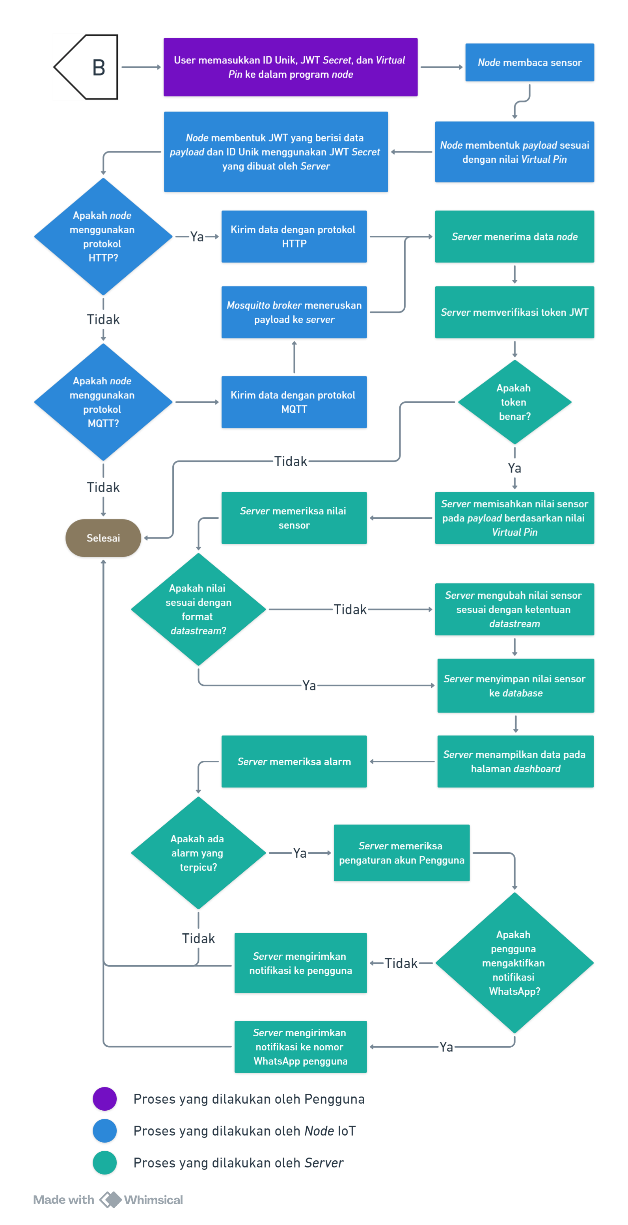 B
User memasukkan ID Unik, JWT Secret, dan Virtual
Pin ke dalam program node
Node membaca sensor
Node membentuk JWT yang berisi data
payload dan ID Unik menggunakan JWT Secret
yang dibuat oleh Server
Node membentuk payload sesuai
dengan nilai Virtual Pin
Apakah node
menggunakan
protokol
HTTP?
Ya
Kirim data dengan protokol
HTTP
Server menerima data node
Mosquitto broker meneruskan
payload ke server
Server memverifikasi token JWT
Tidak
Apakah node
menggunakan
protokol
MQTT?
Kirim data dengan protokol
MQTT
Apakah
token
benar?
Tidak
Ya
Tidak
Selesai
Server memeriksa nilai
sensor
Server memisahkan nilai sensor
pada payload berdasarkan nilai
Virtual Pin
Apakah nilai
sesuai dengan
format
datastream?
Tidak
Server mengubah nilai sensor
sesuai dengan ketentuan
datastream
Ya
Server menyimpan nilai sensor
ke database
Server memeriksa alarm
Server menampilkan data pada
halaman dashboard
Apakah ada
alarm yang
terpicu?
Ya
Server memeriksa
pengaturan akun Pengguna
Tidak
Server mengirimkan
notifikasi ke pengguna
Tidak
Apakah
pengguna
mengaktifkan
notifikasi
WhatsApp?
Server mengirimkan
notifikasi ke nomor
WhatsApp pengguna
Ya
Proses yang dilakukan oleh Pengguna
Proses yang dilakukan oleh Node IoT
Proses yang dilakukan oleh Server
Made with Whimsical